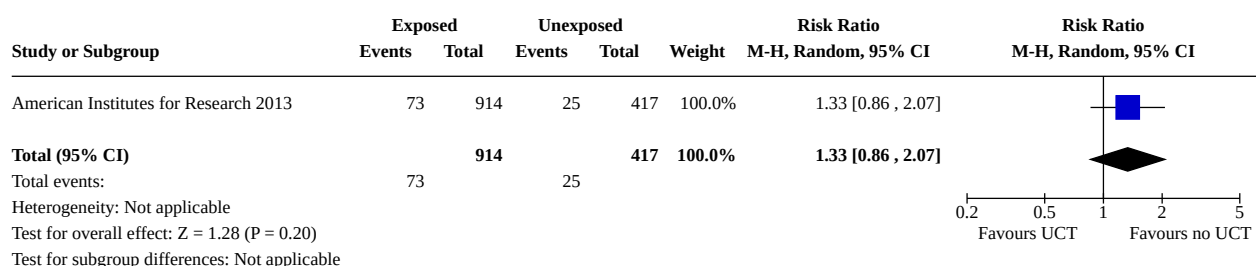 Exposed Unexposed Risk Ratio Risk Ratio
Study or Subgroup Events Total Events Total Weight M-H, Random, 95% CI M-H, Random, 95% CI
American Institutes for Research 2013 73 914 25 417 100.0% 1.33 [0.86 , 2.07]
Total (95% CI) 914 417 100.0% 1.33 [0.86 , 2.07]
Total events: 73 25
Heterogeneity: Not applicable
0.2 0.5 1 2 5
Test for overall effect: Z = 1.28 (P = 0.20) Favours UCT Favours no UCT
Test for subgroup differences: Not applicable